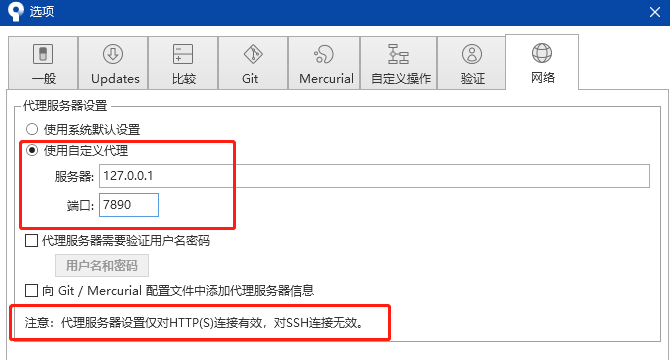 选项
一般 Updates 比较 Git Mercurial 自定义操作 验证 网络
代理服务器设置
使用系统默认设置
使用自定义代理
服务器: 127.0.0.1
端口: 7890
代理服务器需要验证用户名密码
用户名和密码
向 Git / Mercurial 配置文件中添加代理服务器信息
注意：代理服务器设置仅对HTTP(S)连接有效，对SSH连接无效。